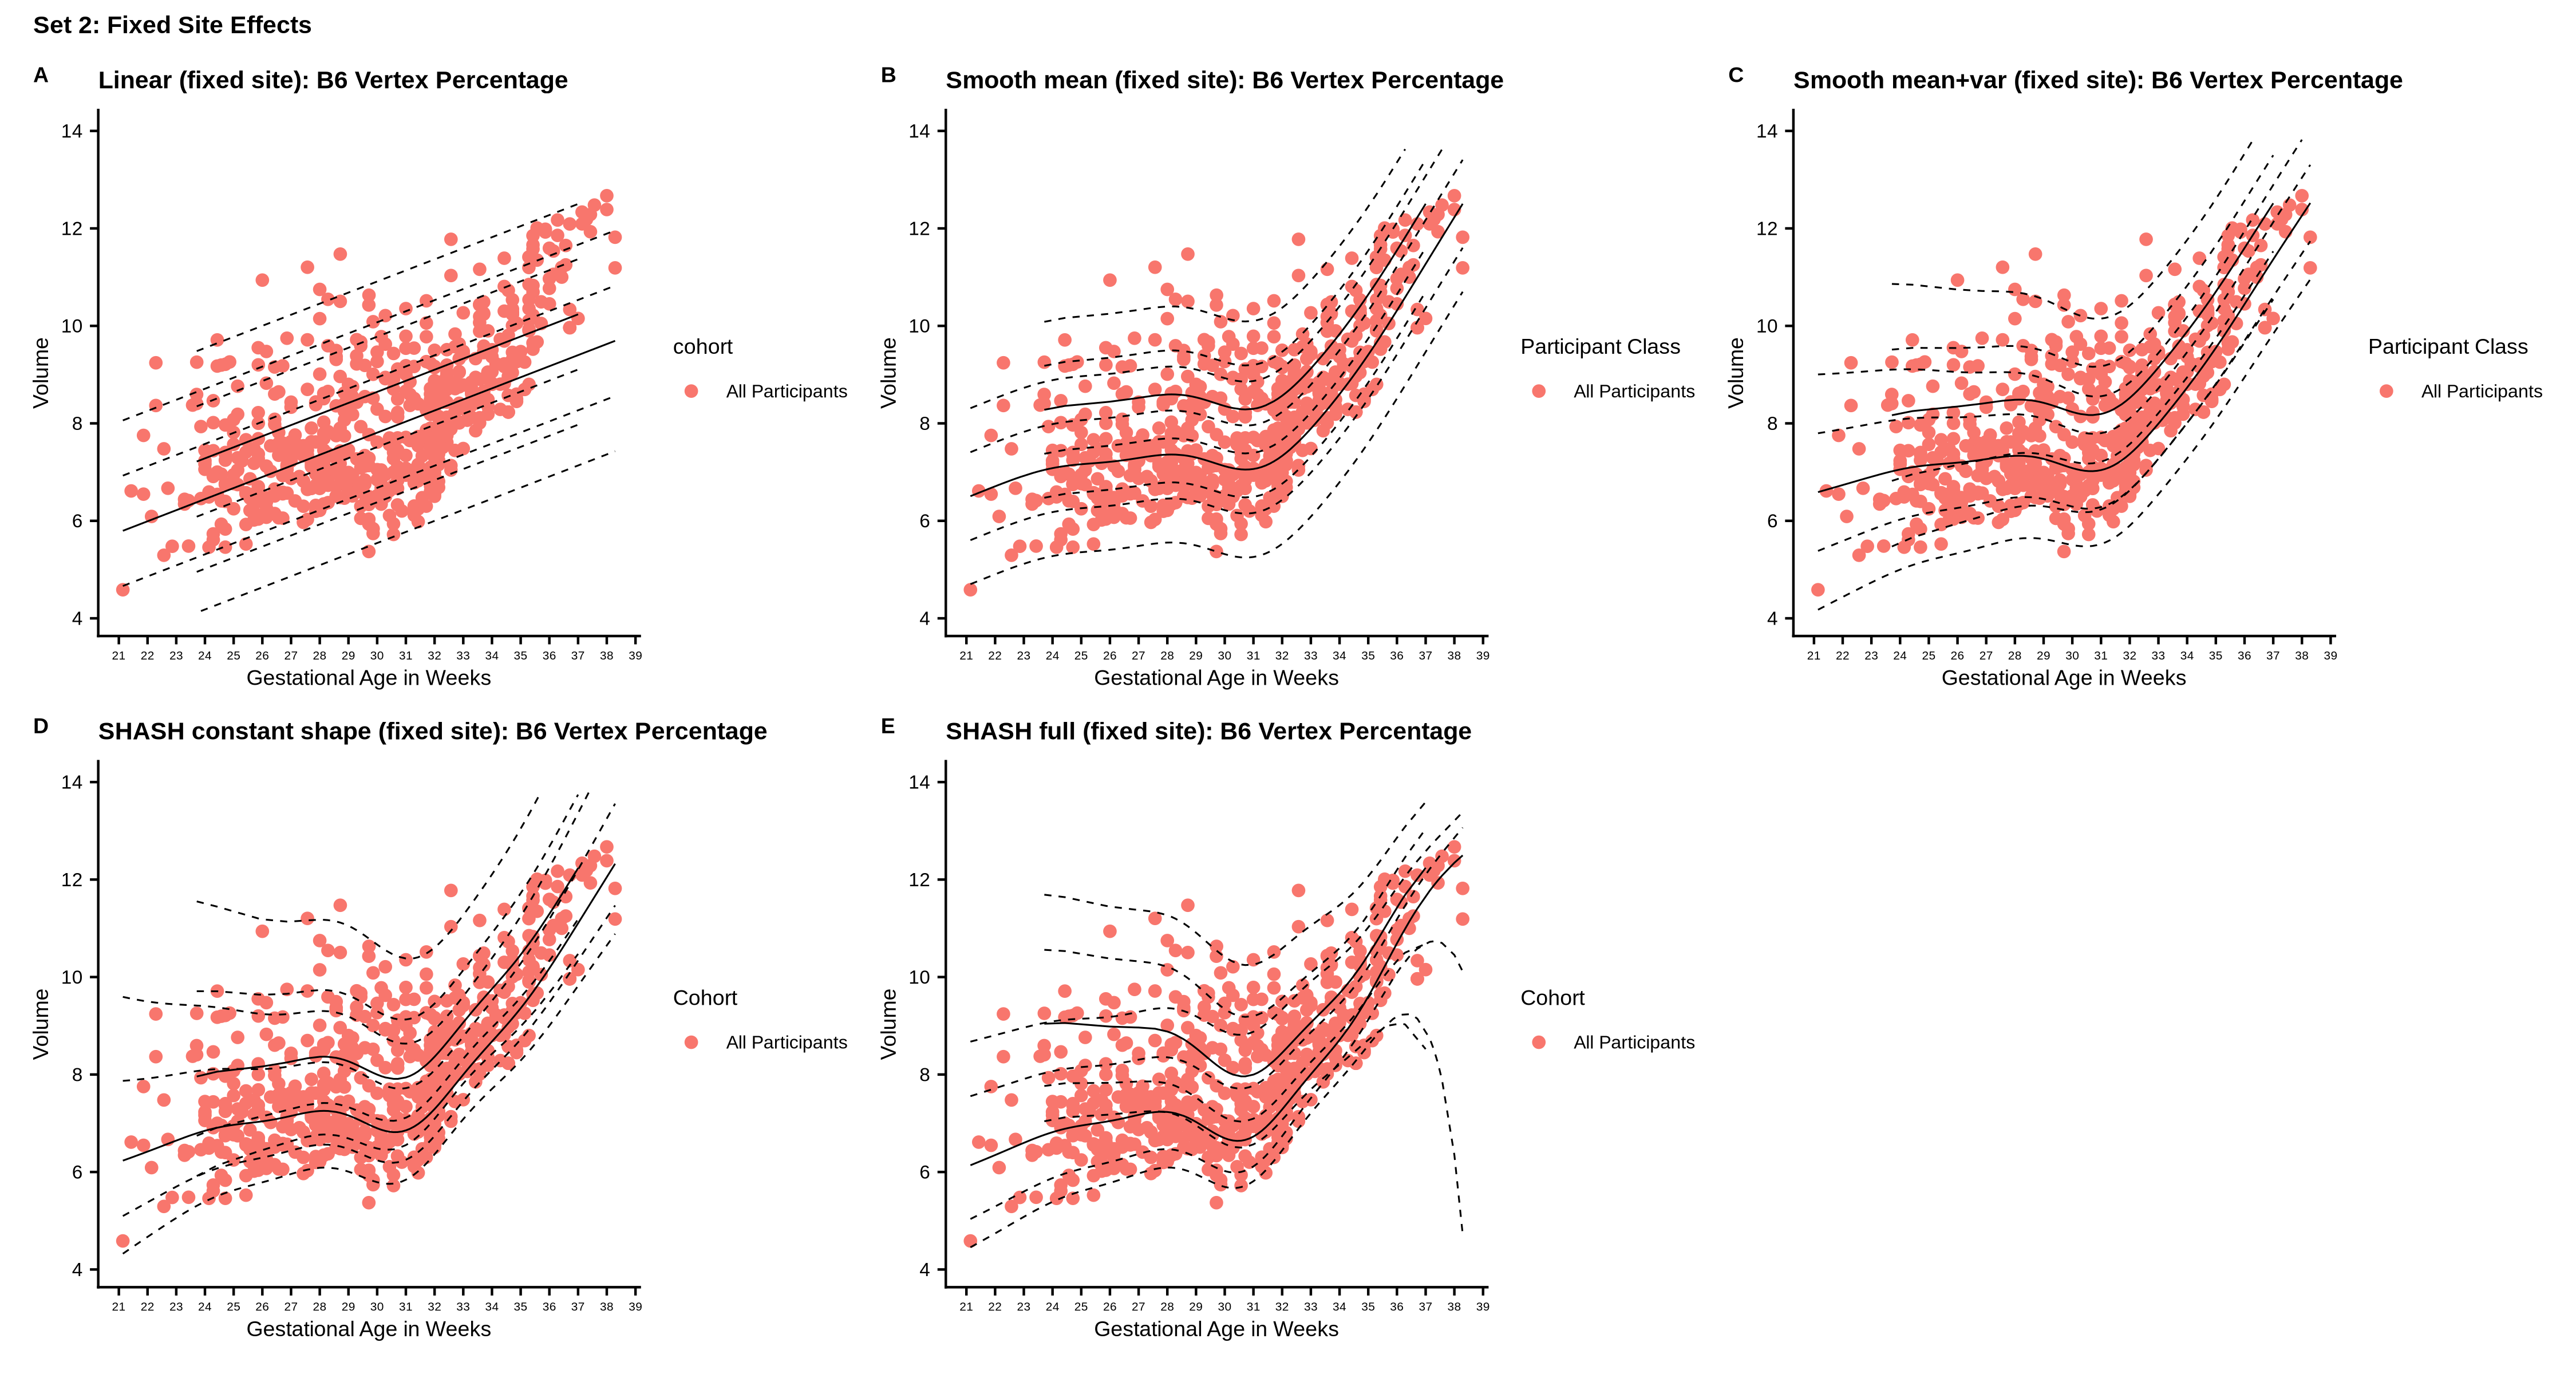 Set 2: Fixed Site Effects
A
Linear (fixed site): B6 Vertex Percentage
Volume
14
12
10
8
6
4
21 22 23 24 25 26 27 28 29 30 31 32 33 34 35 36 37 38 39
Gestational Age in Weeks
cohort
All Participants
B
Smooth mean (fixed site): B6 Vertex Percentage
Volume
14
12
10
8
6
4
21 22 23 24 25 26 27 28 29 30 31 32 33 34 35 36 37 38 39
Gestational Age in Weeks
Participant Class
All Participants
C
Smooth mean+var (fixed site): B6 Vertex Percentage
Volume
14
12
10
8
6
4
21 22 23 24 25 26 27 28 29 30 31 32 33 34 35 36 37 38 39
Gestational Age in Weeks
Participant Class
All Participants
D
SHASH constant shape (fixed site): B6 Vertex Percentage
Volume
14
12
10
8
6
4
21 22 23 24 25 26 27 28 29 30 31 32 33 34 35 36 37 38 39
Gestational Age in Weeks
Cohort
All Participants
E
SHASH full (fixed site): B6 Vertex Percentage
Volume
14
12
10
8
6
4
21 22 23 24 25 26 27 28 29 30 31 32 33 34 35 36 37 38 39
Gestational Age in Weeks
Cohort
All Participants